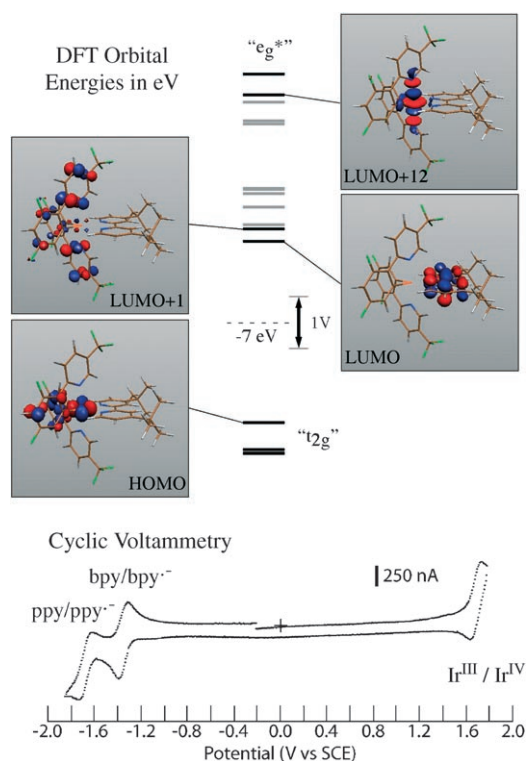 DFT Orbital
Energies in eV
“eg*”
LUMO+12
LUMO+1
LUMO
1V
-7 eV
HOMO
“t2g”
Cyclic Voltammetry
bpy/bpy·−
ppy/ppy·−
250 nA
IrIII / IrIV
-2.0 -1.6 -1.2 -0.8 -0.4 0.0 0.4 0.8 1.2 1.6 2.0
Potential (V vs SCE)